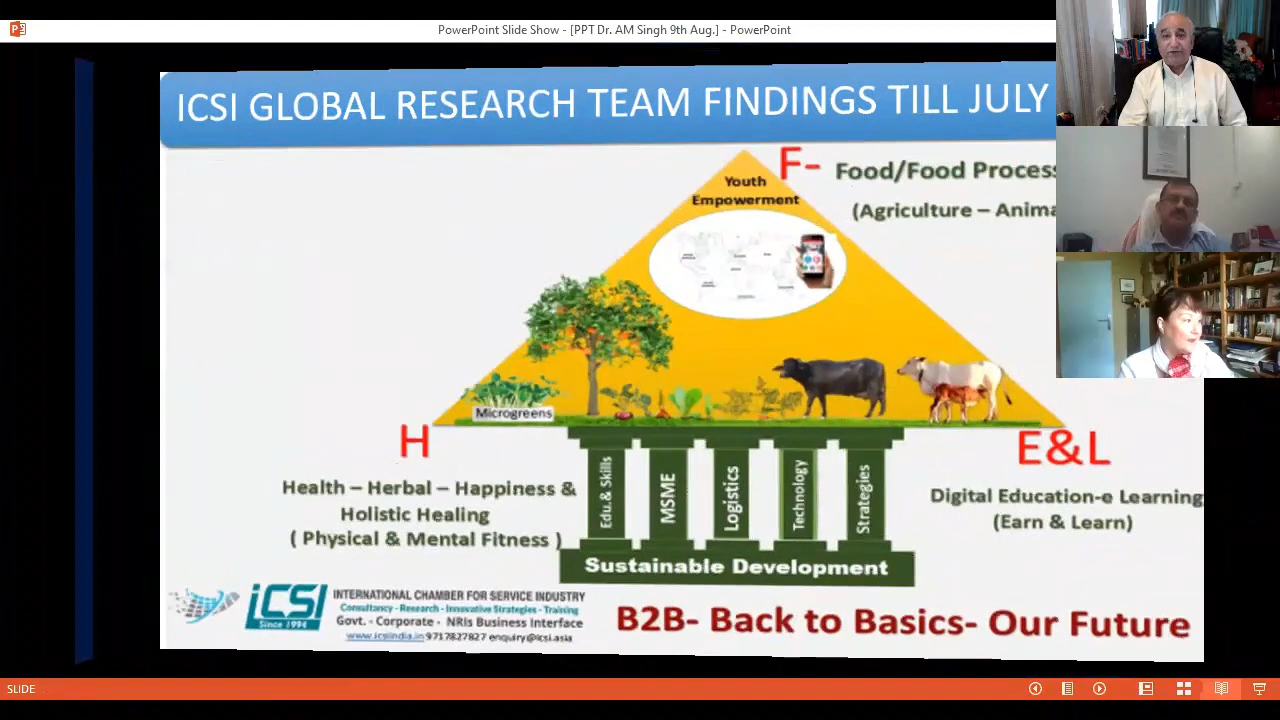 PowerPoint Slide Show - [PPT Dr. AM Singh 9th Aug.] - PowerPoint
ICSI GLOBAL RESEARCH TEAM FINDINGS TILL JULY
F- Food/Food Process
(Agriculture – Anima
Youth
Empowerment
Microgreens
H
Health – Herbal – Happiness &
Holistic Healing
( Physical & Mental Fitness )
Edu.& Skills
MSME
Logistics
Technology
Strategies
Sustainable Development
E&L
Digital Education-e Learning
(Earn & Learn)
iCSI
Since 1994
INTERNATIONAL CHAMBER FOR SERVICE INDUSTRY
Consultancy - Research - Innovative Strategies - Training
Govt. - Corporate - NRIs Business Interface
www.icsiindia.in 9717827827 enquiry@icsi.asia
B2B- Back to Basics- Our Future
SLIDE